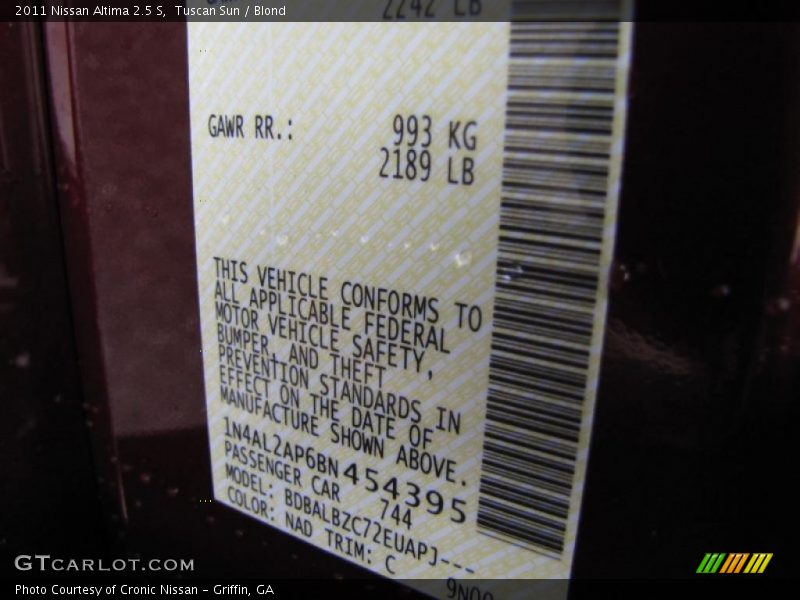 2011 Nissan Altima 2.5 S,  Tuscan Sun / Blond
2242 LB
GAWR RR.: 993 KG
2189 LB
THIS VEHICLE CONFORMS TO
ALL APPLICABLE FEDERAL
MOTOR VEHICLE SAFETY,
BUMPER, AND THEFT
PREVENTION STANDARDS IN
EFFECT ON THE DATE OF
MANUFACTURE SHOWN ABOVE.
1N4AL2AP6BN454395
PASSENGER CAR 744
MODEL: BDBALBZC72EUAPJ---
COLOR: NAD TRIM: C
GTCARLOT.COM
Photo Courtesy of Cronic Nissan – Griffin, GA